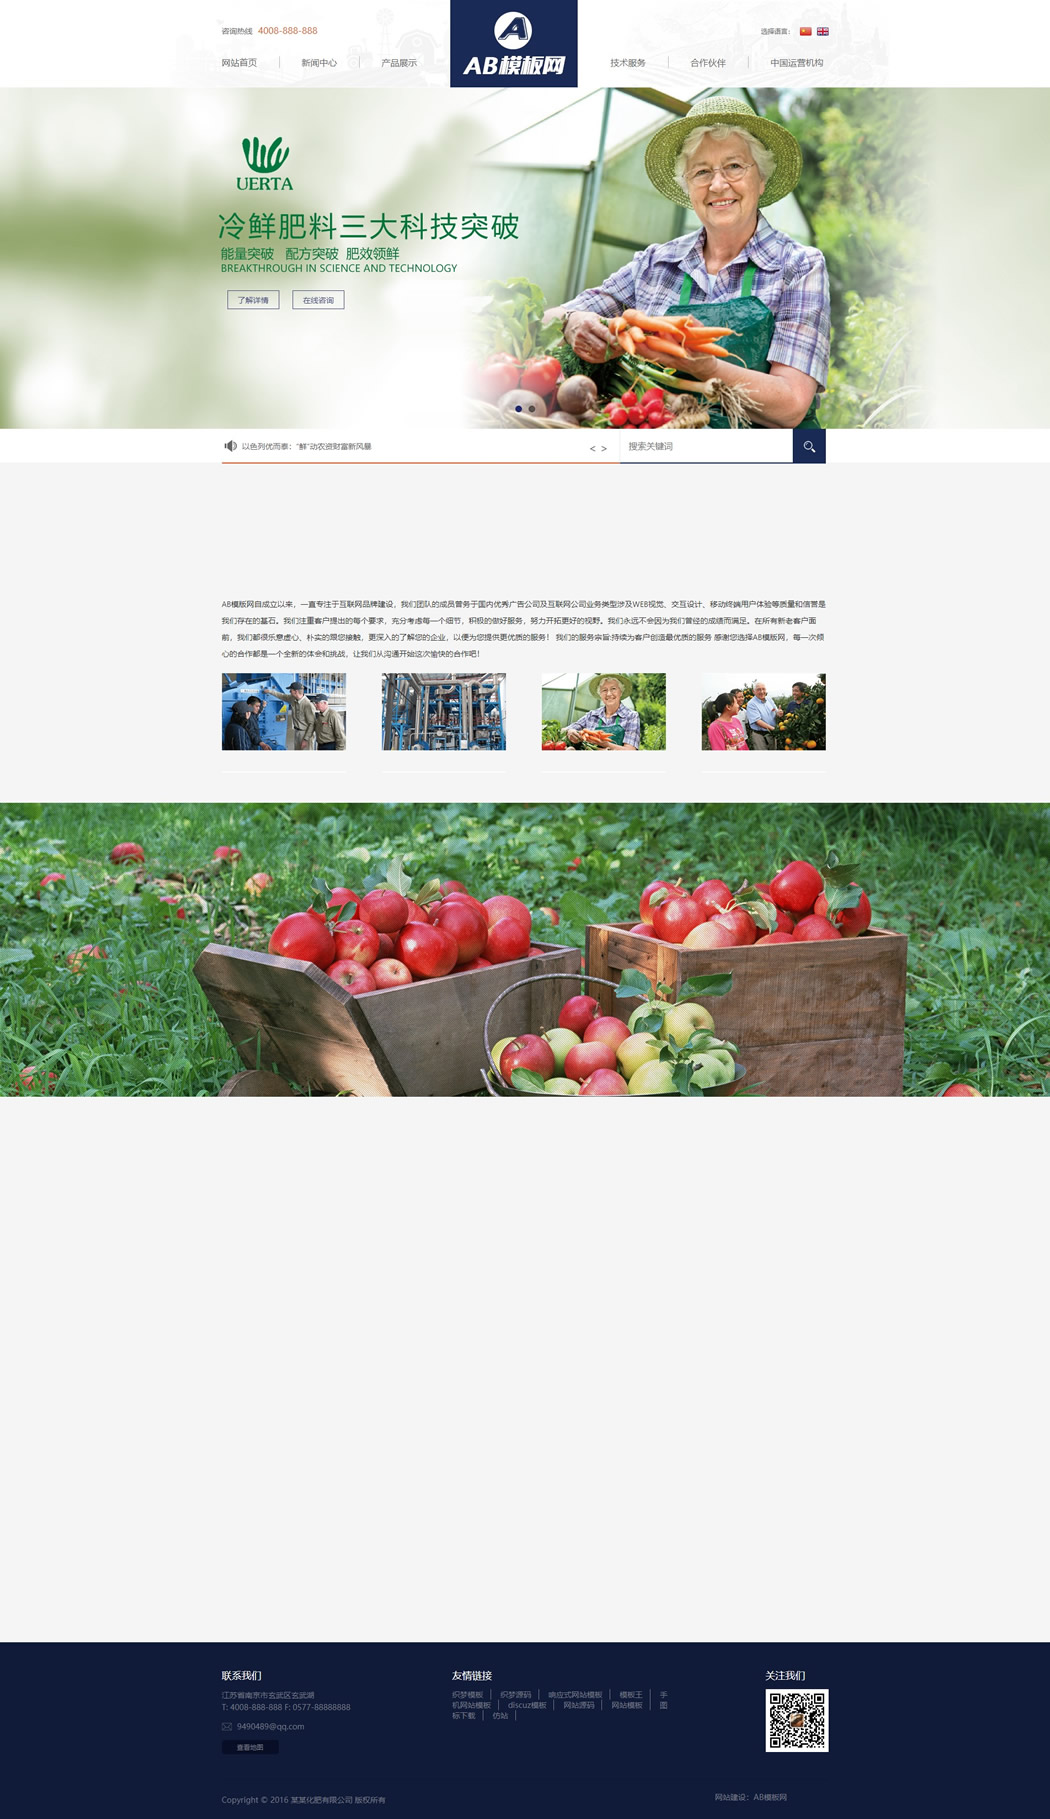 咨询热线 4008-888-888
选择语言：
网站首页
新闻中心
产品展示
AB模板网
技术服务
合作伙伴
中国运营机构
UERTA
冷鲜肥料三大科技突破
能量突破 配方突破 肥效领鲜
BREAKTHROUGH IN SCIENCE AND TECHNOLOGY
了解详情
在线咨询
以色列优而泰：“鲜”动农资财富新风暴
< >
搜索关键词
AB模版网自成立以来，一直专注于互联网品牌建设，我们团队的成员曾务于国内优秀广告公司及互联网公司业务类型涉及WEB视觉、交互设计、移动终端用户体验等质量和信誉是
我们存在的基石。我们注重客户提出的每个要求，充分考虑每一个细节，积极的做好服务，努力开拓更好的视野。我们永远不会因为我们曾经的成绩而满足。在所有新老客户面
前，我们都很乐意虚心、朴实的跟您接触，更深入的了解您的企业，以便为您提供更优质的服务！ 我们的服务宗旨:持续为客户创造最优质的服务 感谢您选择AB模版网，每一次倾
心的合作都是一个全新的体会和挑战，让我们从沟通开始这次愉快的合作吧！
联系我们
江苏省南京市玄武区玄武湖
T: 4008-888-888 F: 0577-88888888
9490489@qq.com
查看地图
友情链接
织梦模板 织梦源码 响应式网站模板 模板王 手
机网站模板 discuz模板 网站源码 网站模板 图
标下载 仿站
关注我们
Copyright © 2016 某某化肥有限公司 版权所有
网站建设：AB模板网